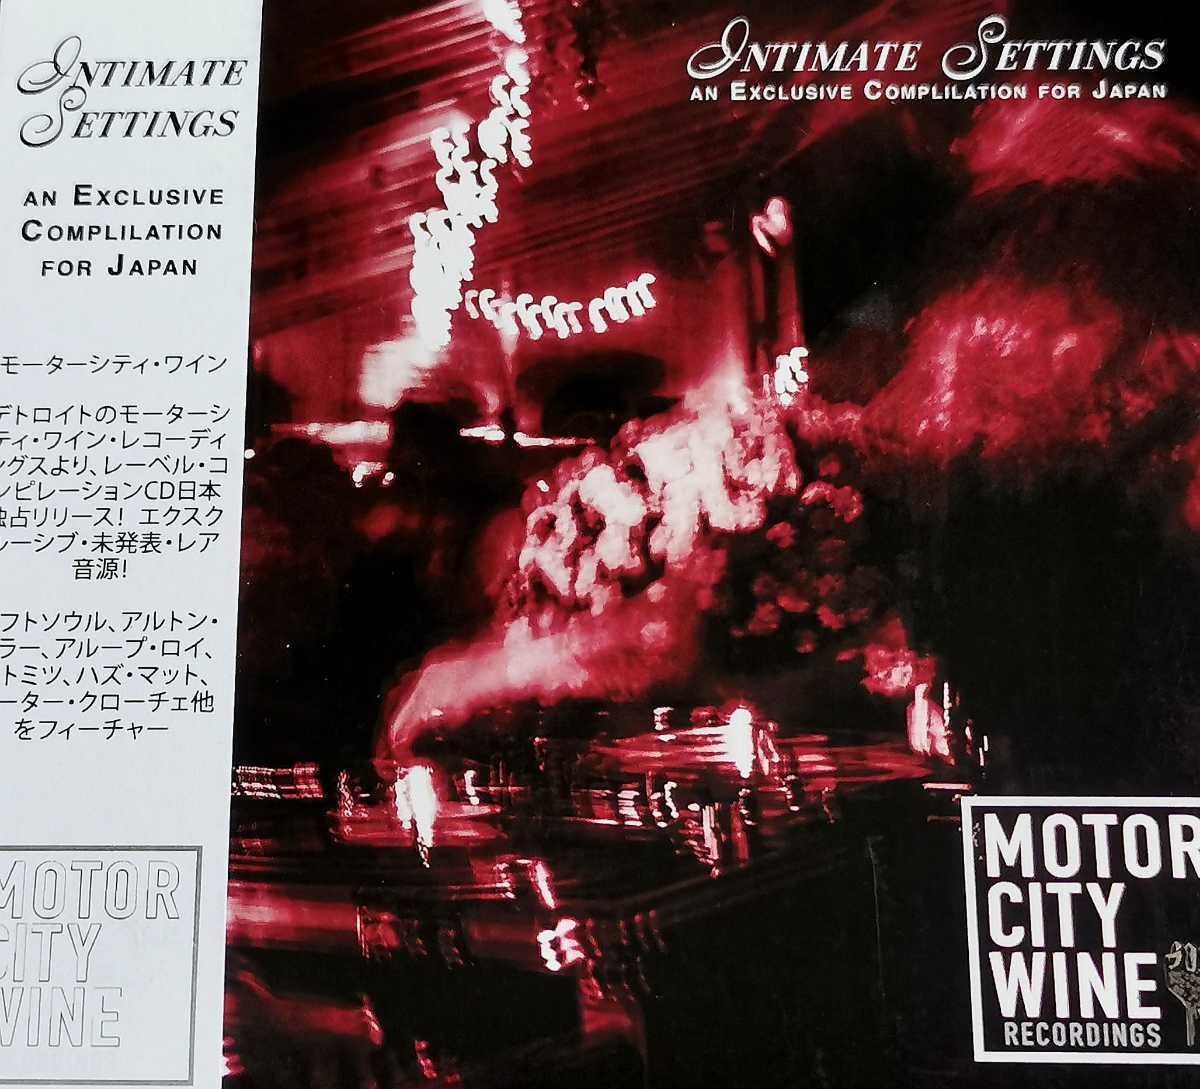 INTIMATE
SETTINGS
AN EXCLUSIVE
COMPLILATION
FOR JAPAN
モーターシティ・ワイン
デトロイトのモーターシ
ティ・ワイン・レコーディ
ングスより、レーベル・コ
ンピレーションCD日本
独占リリース! エクスク
ルーシブ・未発表・レア
音源!
フトソウル、アルトン・
ラー、アループ・ロイ、
トミツ、ハズ・マット、
ーター・クローチェ他
をフィーチャー
MOTOR
CITY
WINE
INTIMATE SETTINGS
AN EXCLUSIVE COMPLILATION FOR JAPAN
MOTOR
CITY
WINE
RECORDINGS